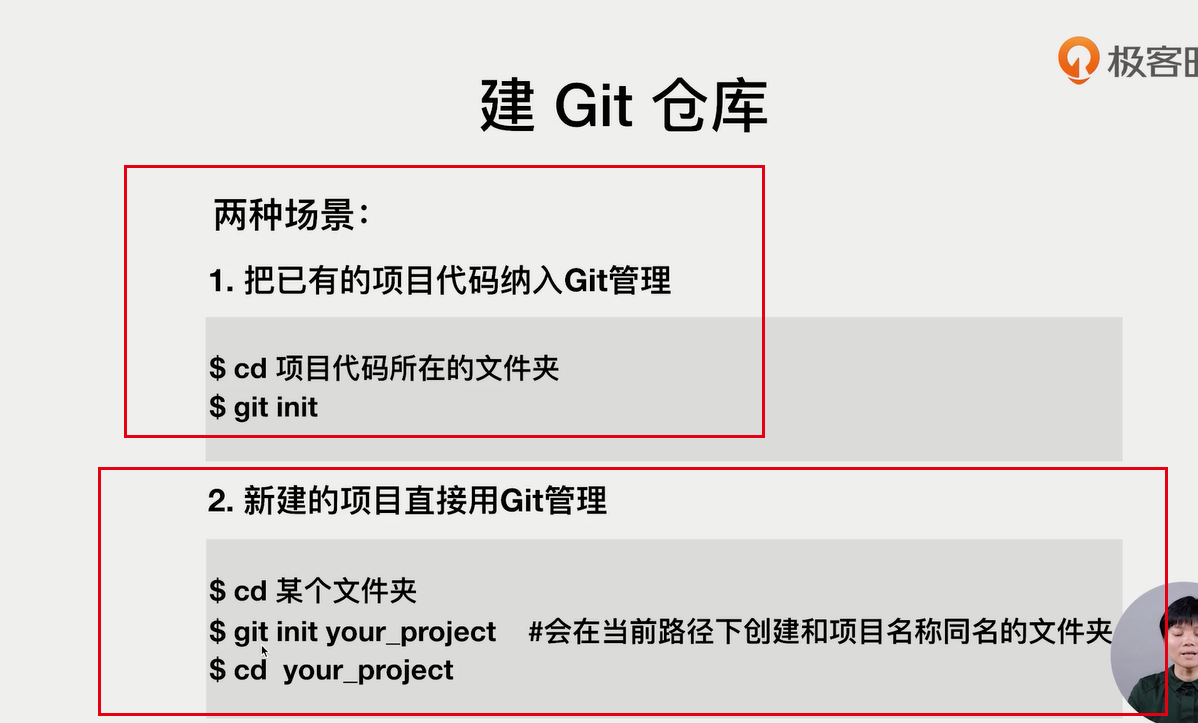 极客
建 Git 仓库
两种场景：
1. 把已有的项目代码纳入Git管理
$ cd 项目代码所在的文件夹
$ git init
2. 新建的项目直接用Git管理
$ cd 某个文件夹
$ git init your_project #会在当前路径下创建和项目名称同名的文件夹
$ cd your_project